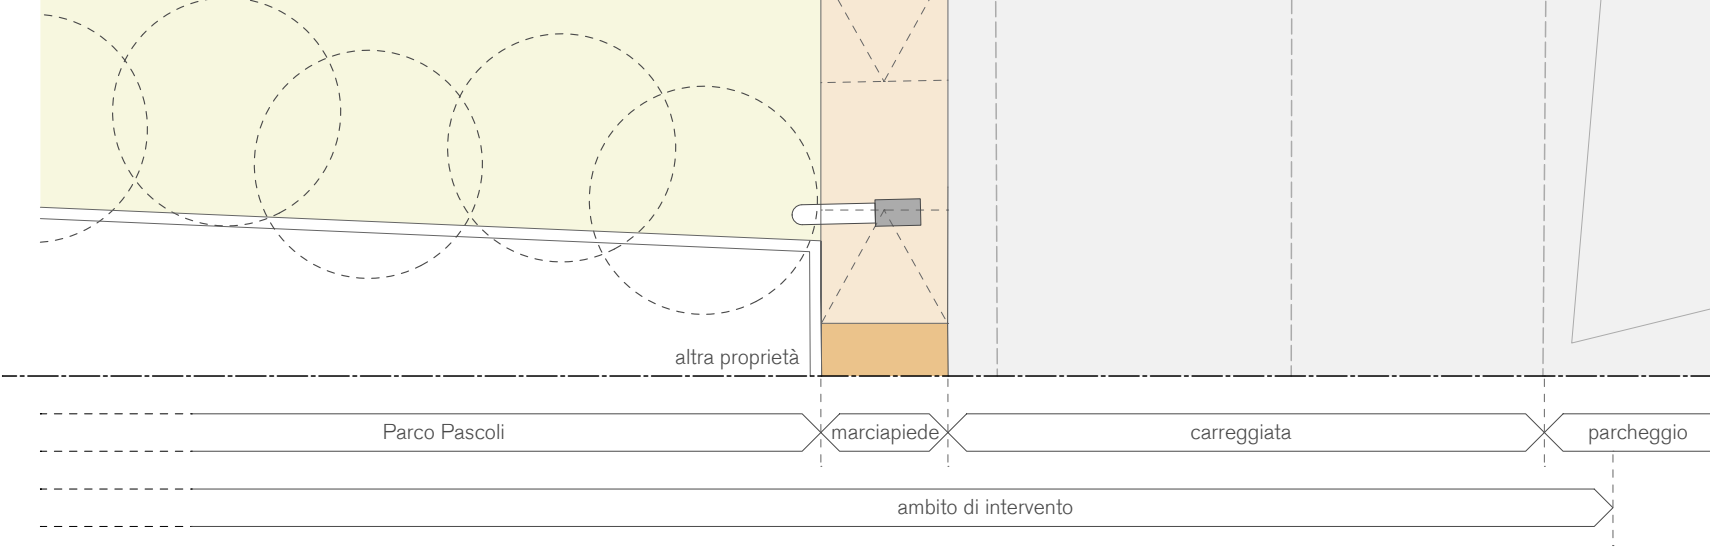 altra proprietà
Parco Pascoli
marciapiede
carreggiata
parcheggio
ambito di intervento